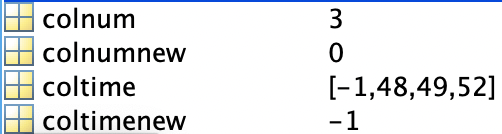 colnum 3
colnumnew 0
coltime [-1,48,49,52]
coltimenew -1